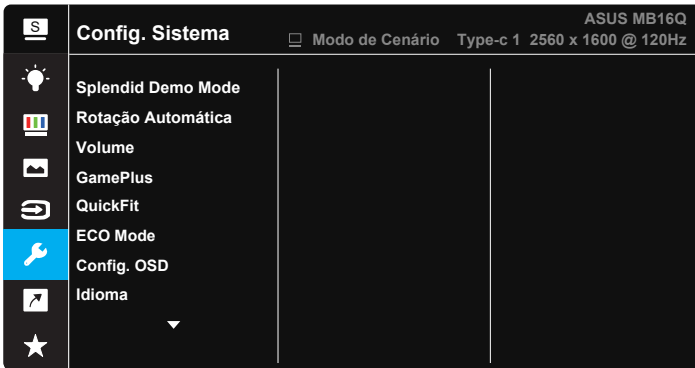 S
Config. Sistema
ASUS MB16Q
Modo de Cenário Type-c 1 2560 x 1600 @ 120Hz
Splendid Demo Mode
Rotação Automática
Volume
GamePlus
QuickFit
ECO Mode
Config. OSD
Idioma